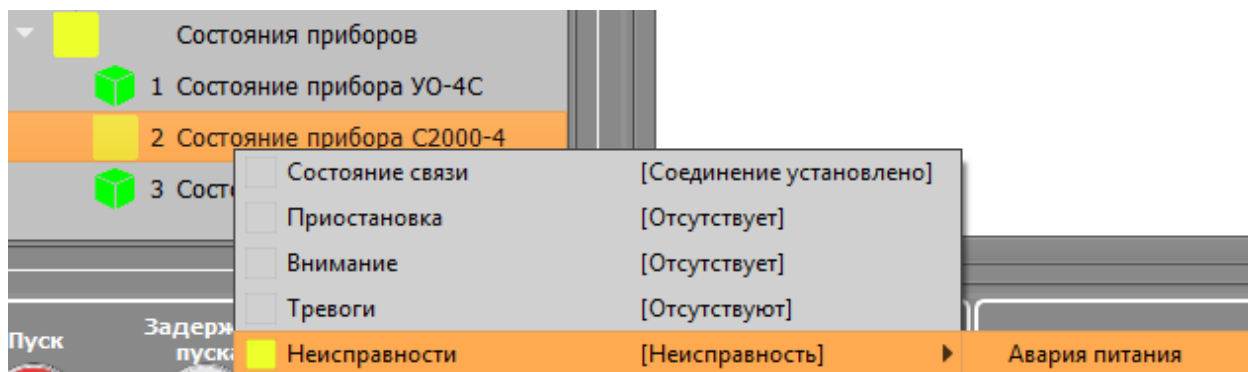 Состояния приборов
1 Состояние прибора УО-4С
2 Состояние прибора С2000-4
3
Состояние связи [Соединение установлено]
Приостановка [Отсутствует]
Внимание [Отсутствует]
Тревоги [Отсутствуют]
Неисправности [Неисправность] Авария питания
Пуск